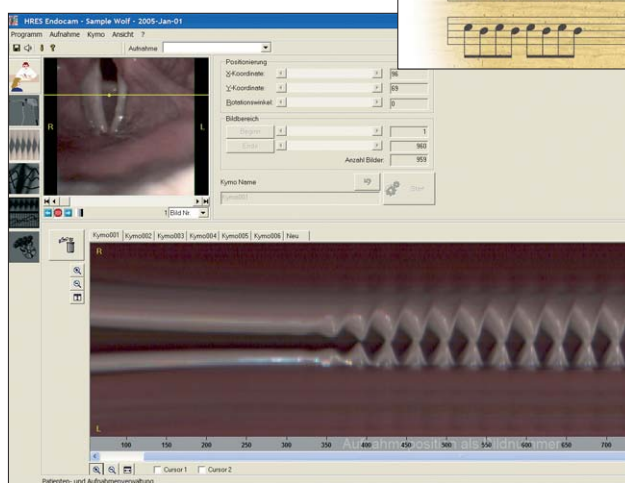 HRES Endocam - Sample Wolf - 2005-Jan-01
Programm Aufnahme Kymo Ansicht ?
Aufnahme
Positionierung
X-Koordinate: 96
Y-Koordinate: 69
Rotationswinkel: 0
Bildbereich
Beginn 1
Ende 960
Anzahl Bilder: 959
Kymo Name
Kymo001
Start
R
L
1 Bild Nr.
Kymo001 Kymo002 Kymo003 Kymo004 Kymo005 Kymo006 Neu
R
L
100 150 200 250 300 350 400 450 500 550 600 650 700
Aufnahmeposition als Bildnummer
Cursor 1 Cursor 2
Patienten- und Aufnahmenverwaltung